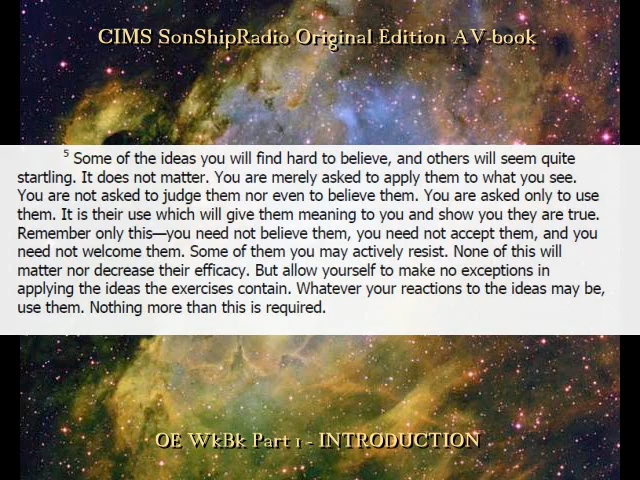 CIMS SonShipRadio Original Edition AV-book
5 Some of the ideas you will find hard to believe, and others will seem quite
startling. It does not matter. You are merely asked to apply them to what you see.
You are not asked to judge them nor even to believe them. You are asked only to use
them. It is their use which will give them meaning to you and show you they are true.
Remember only this—you need not believe them, you need not accept them, and you
need not welcome them. Some of them you may actively resist. None of this will
matter nor decrease their efficacy. But allow yourself to make no exceptions in
applying the ideas the exercises contain. Whatever your reactions to the ideas may be,
use them. Nothing more than this is required.
OE WkBk Part 1 - INTRODUCTION